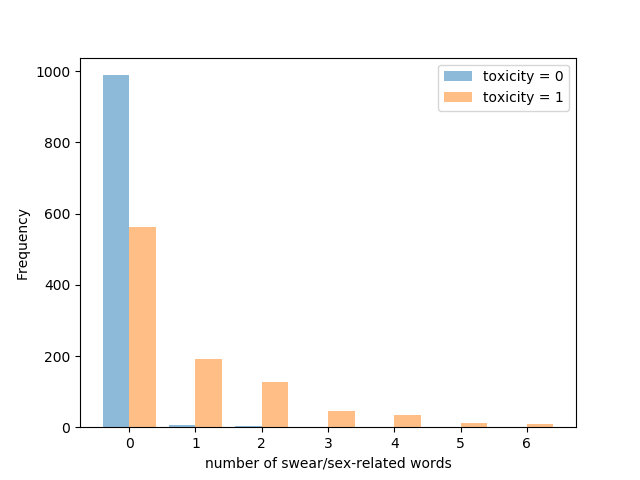 toxicity = 0
toxicity = 1
1000
800
600
400
200
0
Frequency
0 1 2 3 4 5 6
number of swear/sex-related words